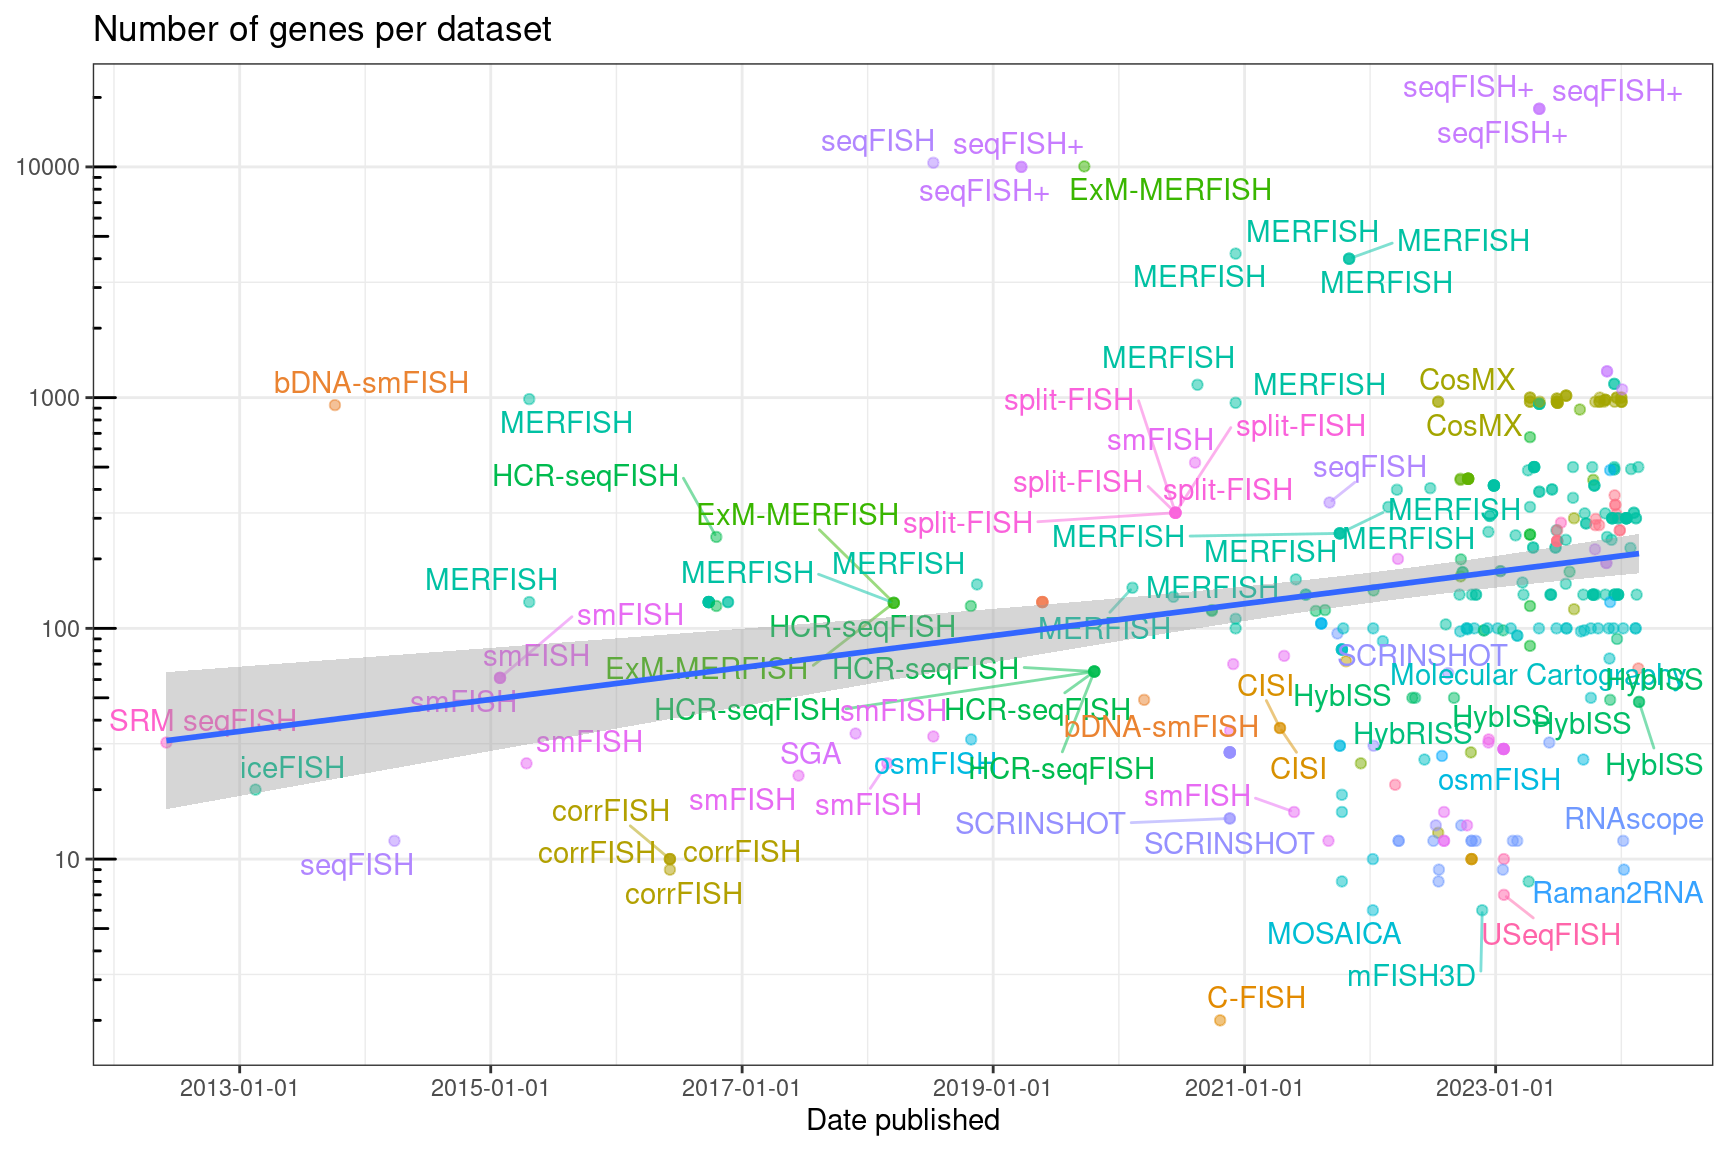 Number of genes per dataset
seqFISH+ seqFISH+
seqFISH+
seqFISH seqFISH+
10000
seqFISH+ ExM-MERFISH
MERFISH MERFISH
MERFISH MERFISH
MERFISH
bDNA-smFISH MERFISH CosMX
1000
split-FISH
MERFISH split-FISH CosMX
smFISH
HCR-seqFISH split-FISH split-FISH seqFISH
ExM-MERFISH split-FISH MERFISH
MERFISH MERFISH
MERFISH MERFISH MERFISH MERFISH
MERFISH
smFISH
100
HCR-seqFISH MERFISH
smFISH ExM-MERFISH HCR-seqFISH SCRINSHOT
Molecular Cartography HybISS
smFISH HCR-seqFISH smFISH HCR-seqFISH CISI HybISS
SRM seqFISH bDNA-smFISH HybISS HybISS
smFISH SGA HybRISS
iceFISH osmFISH HCR-seqFISH CISI osmFISH HybISS
smFISH smFISH smFISH
corrFISH SCRINSHOT RNAscope
corrFISH corrFISH SCRINSHOT
10
seqFISH
corrFISH Raman2RNA
MOSAICA USeqFISH
mFISH3D
C-FISH
2013-01-01 2015-01-01 2017-01-01 2019-01-01 2021-01-01 2023-01-01
Date published